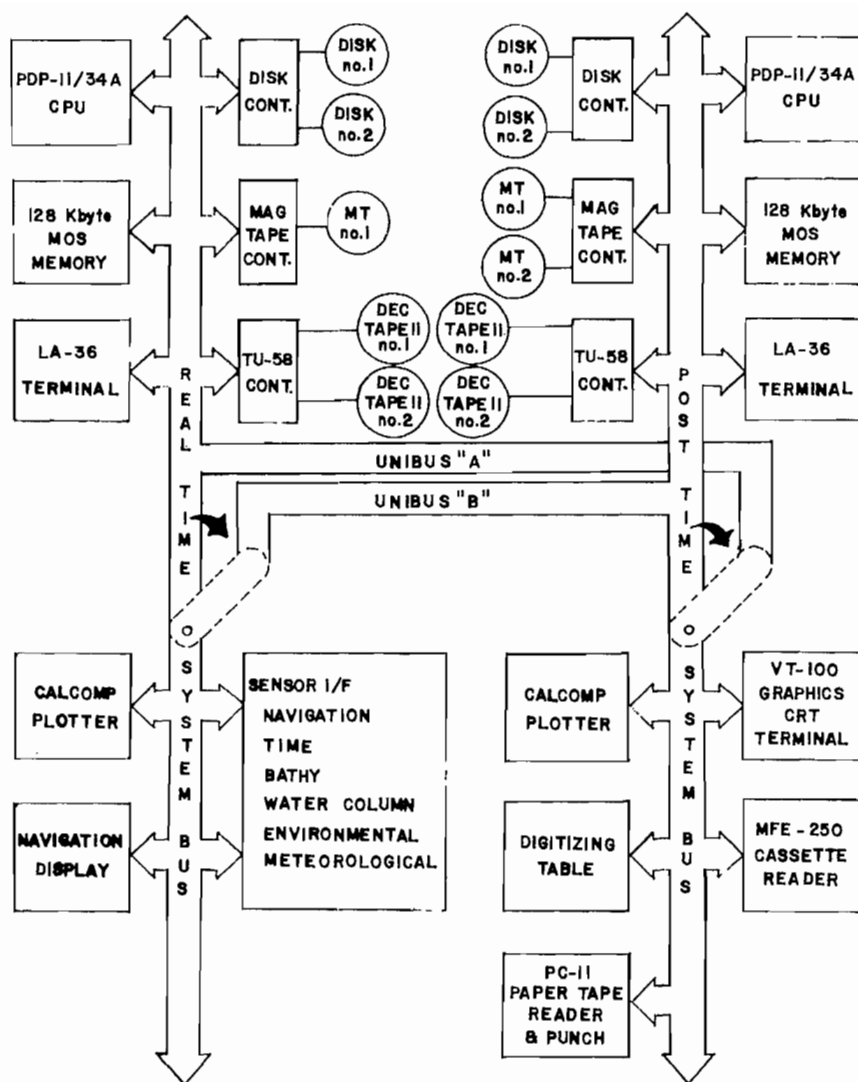 PDP-11/34A
CPU
DISK
CONT.
DISK
no.1
DISK
no.2
DISK
no.1
DISK
no.2
DISK
CONT.
PDP-11/34A
CPU
128 Kbyte
MOS
MEMORY
MAG
TAPE
CONT.
MT
no.1
MT
no.1
MT
no.2
MAG
TAPE
CONT.
128 Kbyte
MOS
MEMORY
LA-36
TERMINAL
TU-58
CONT.
DEC
TAPE II
no.1
DEC
TAPE II
no.2
DEC
TAPE II
no.1
DEC
TAPE II
no.2
TU-58
CONT.
LA-36
TERMINAL
REAL TIME SYSTEM BUS
UNIBUS "A"
UNIBUS "B"
POST TIME SYSTEM BUS
CALCOMP
PLOTTER
SENSOR I/F
NAVIGATION
TIME
BATHY
WATER COLUMN
ENVIRONMENTAL
METEOROLOGICAL
NAVIGATION
DISPLAY
CALCOMP
PLOTTER
VT-100
GRAPHICS
CRT
TERMINAL
DIGITIZING
TABLE
MFE-250
CASSETTE
READER
PC-11
PAPER TAPE
READER
& PUNCH